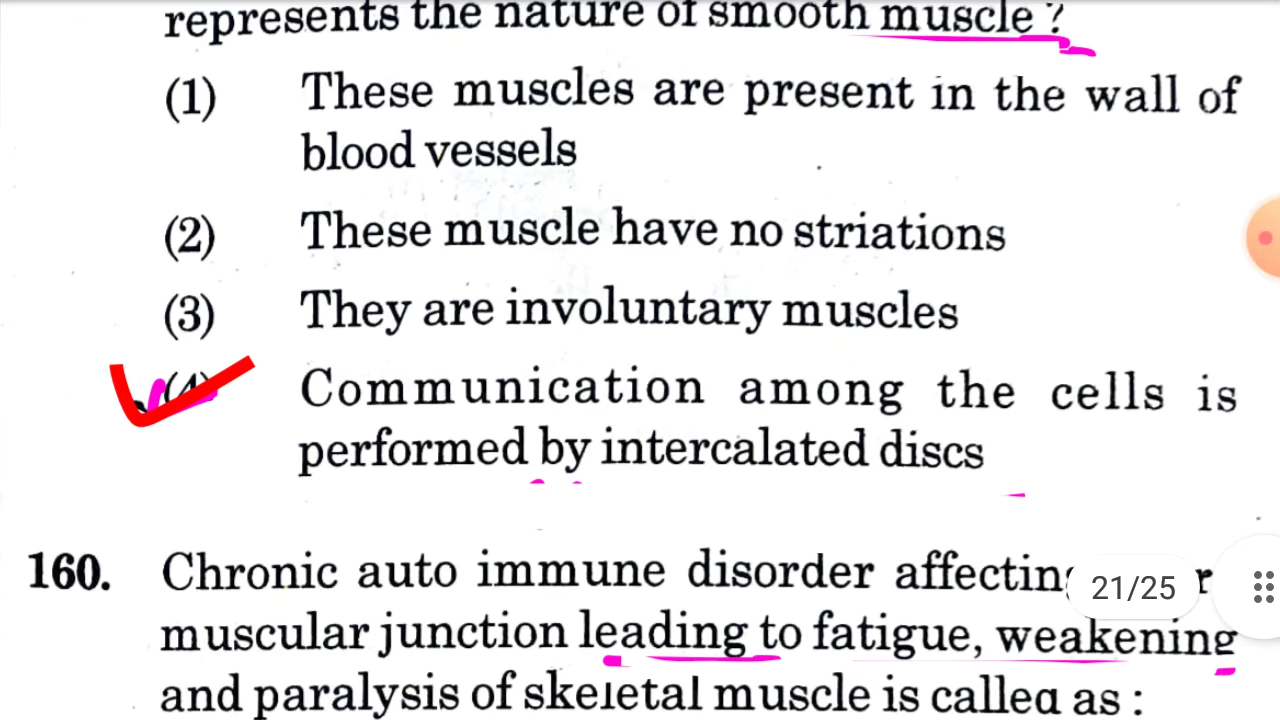 represents the nature of smooth muscle ?
(1) These muscles are present in the wall of
blood vessels
(2) These muscle have no striations
(3) They are involuntary muscles
(4) Communication among the cells is
performed by intercalated discs
160. Chronic auto immune disorder affecting
muscular junction leading to fatigue, weakening
and paralysis of skeletal muscle is called as :
21/25